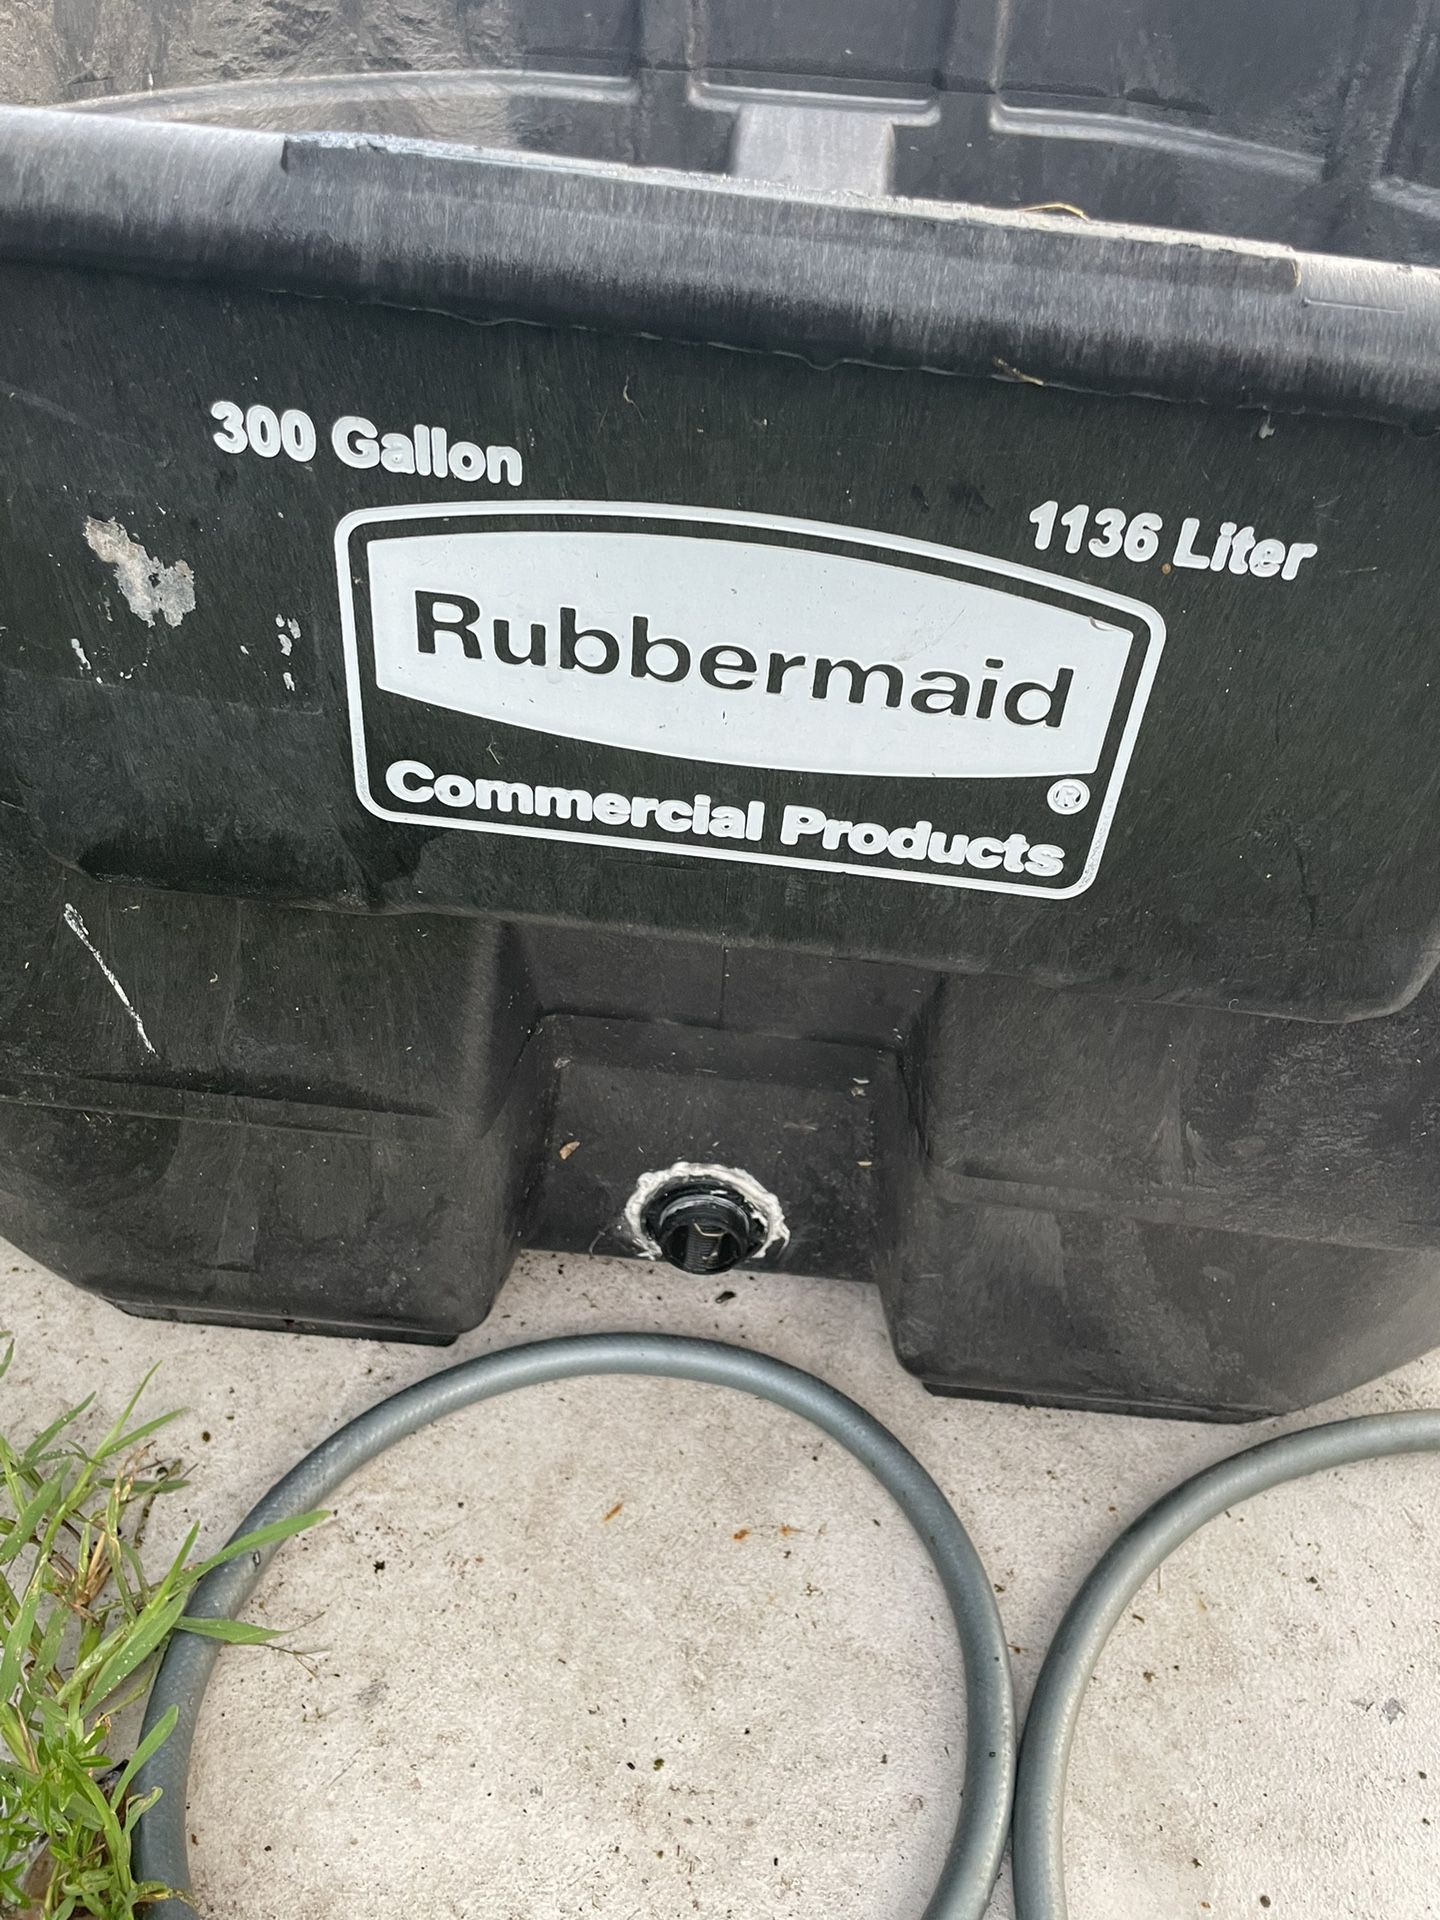 300 Gallon
1136 Liter
Rubbermaid
®
Commercial Products